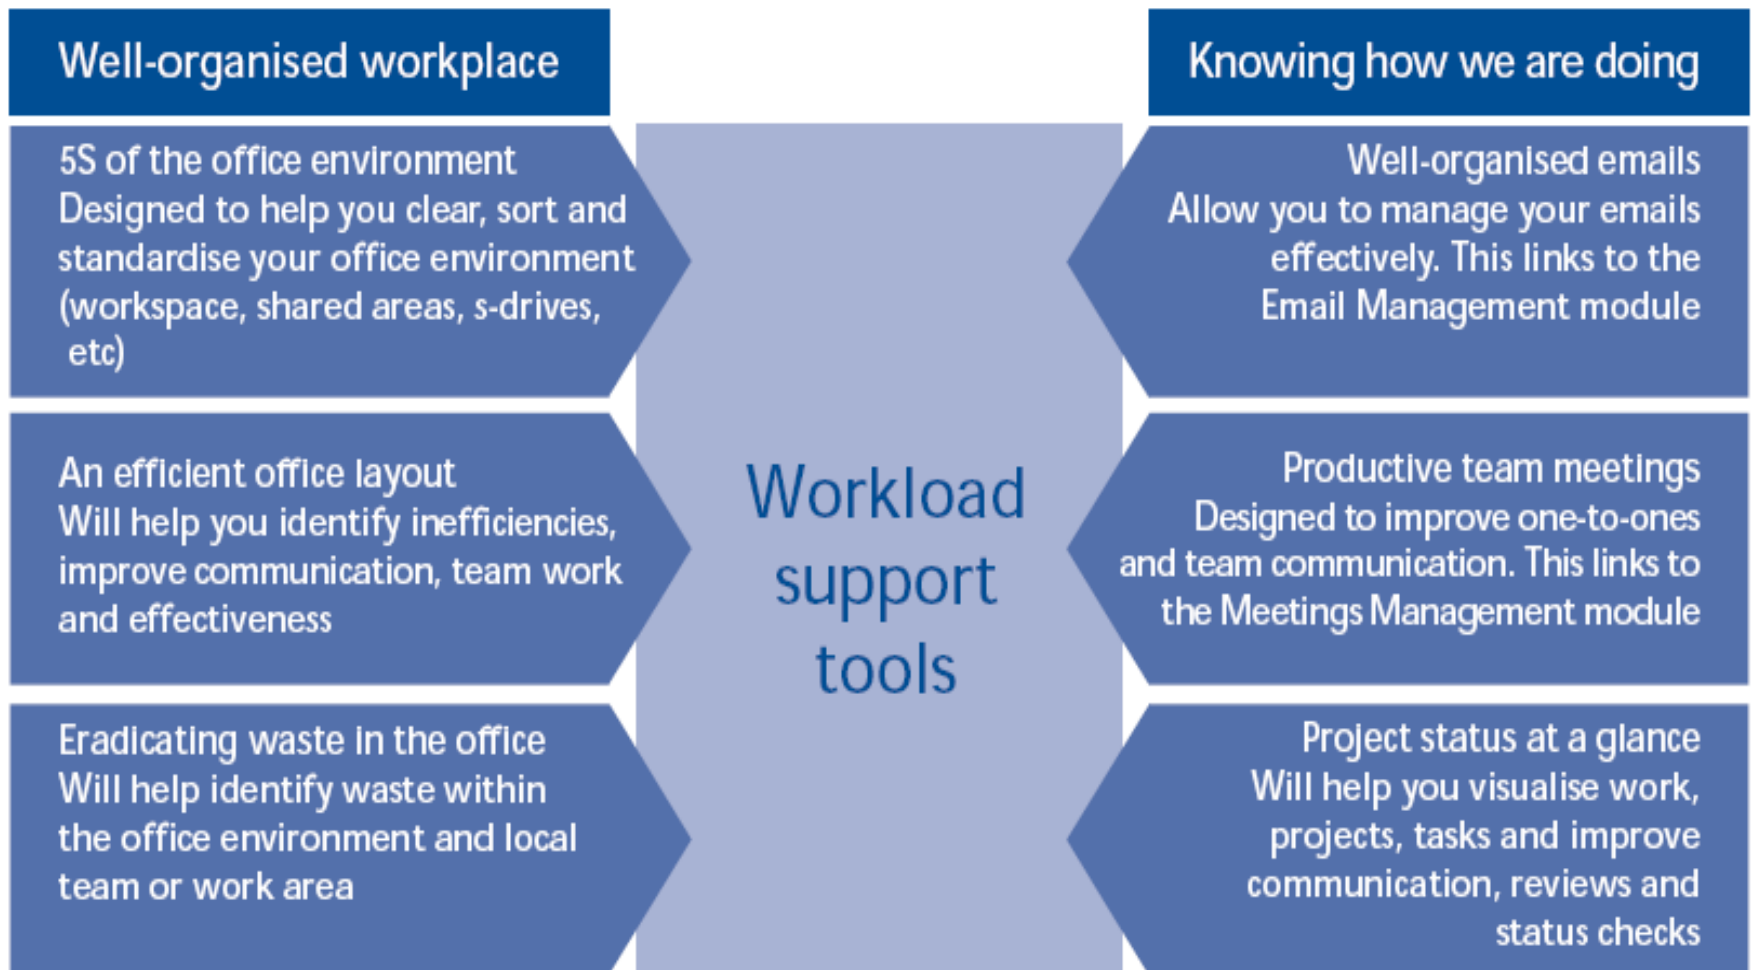 Well-organised workplace
5S of the office environment
Designed to help you clear, sort and
standardise your office environment
(workspace, shared areas, s-drives,
etc)
An efficient office layout
Will help you identify inefficiencies,
improve communication, team work
and effectiveness
Eradicating waste in the office
Will help identify waste within
the office environment and local
team or work area
Workload
support
tools
Knowing how we are doing
Well-organised emails
Allow you to manage your emails
effectively. This links to the
Email Management module
Productive team meetings
Designed to improve one-to-ones
and team communication. This links to
the Meetings Management module
Project status at a glance
Will help you visualise work,
projects, tasks and improve
communication, reviews and
status checks